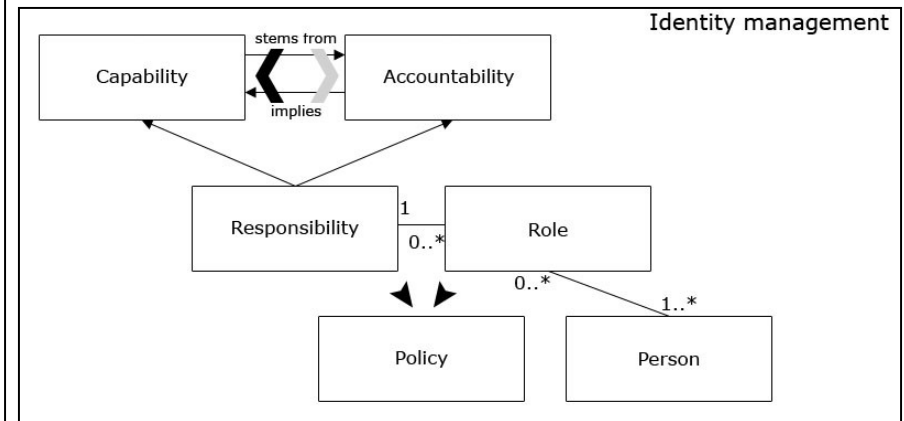 Identity management
stems from
Capability
Accountability
implies
Responsibility
1
0..*
Role
0..*
1..*
Policy
Person